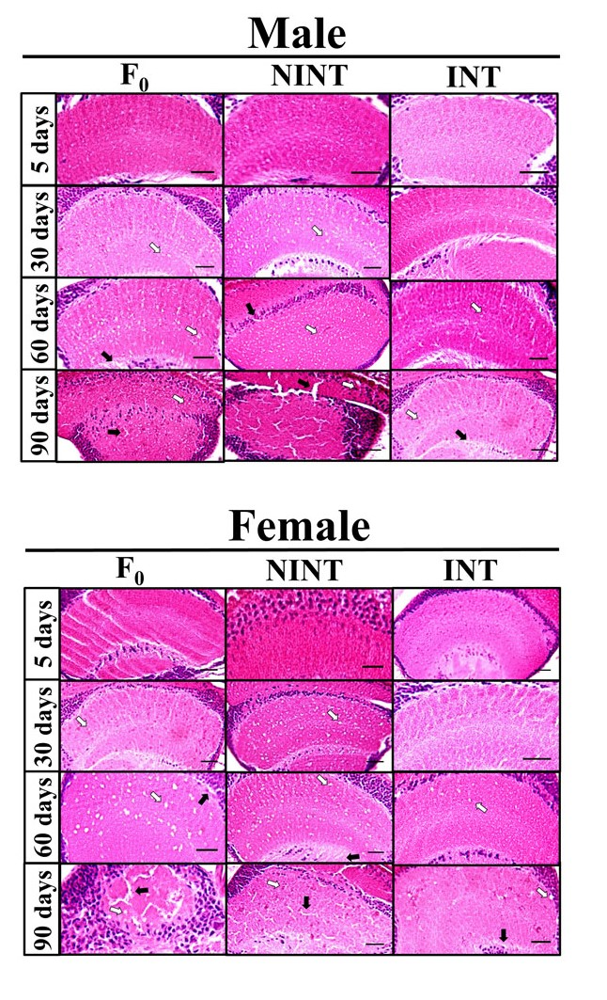 Male
F₀ NINT INT
5 days
30 days
60 days
90 days
Female
F₀ NINT INT
5 days
30 days
60 days
90 days